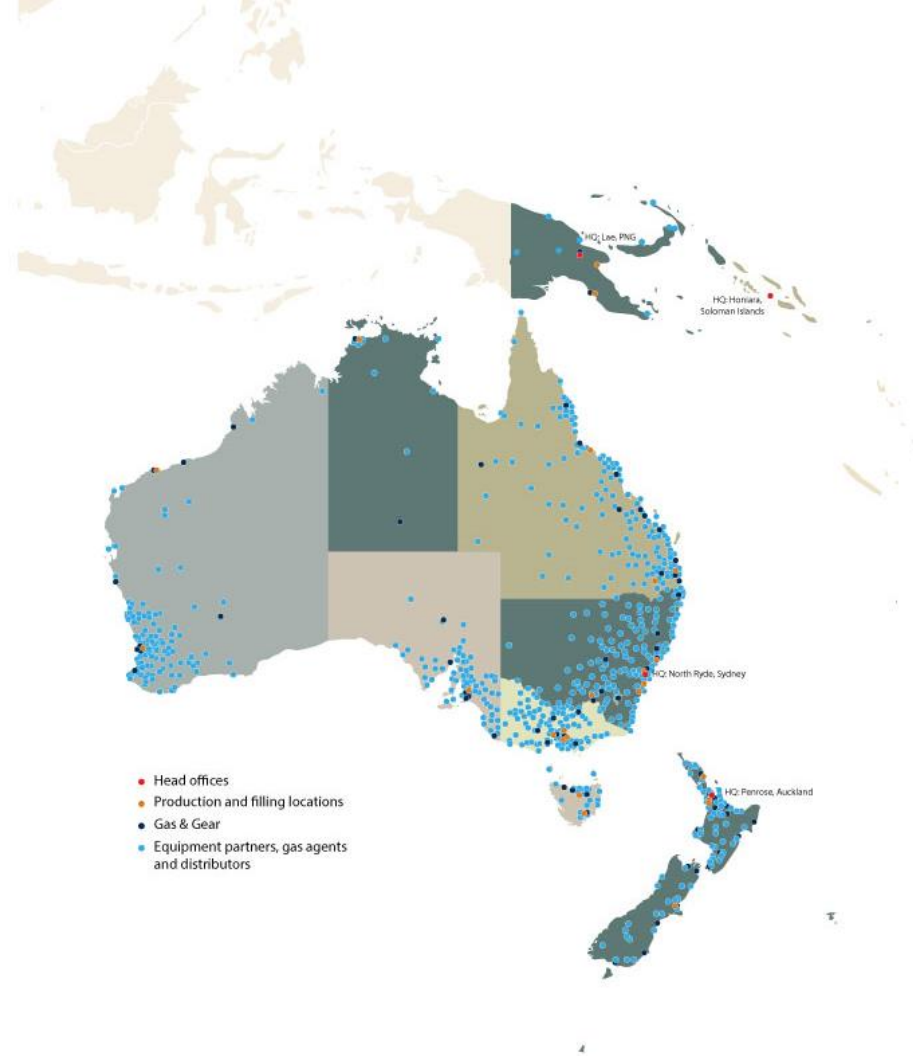 HQ: Lae, PNG
HQ: Honiara,
Soloman Islands
HQ: North Ryde, Sydney
HQ: Penrose, Auckland
Head offices
Production and filling locations
Gas & Gear
Equipment partners, gas agents
and distributors